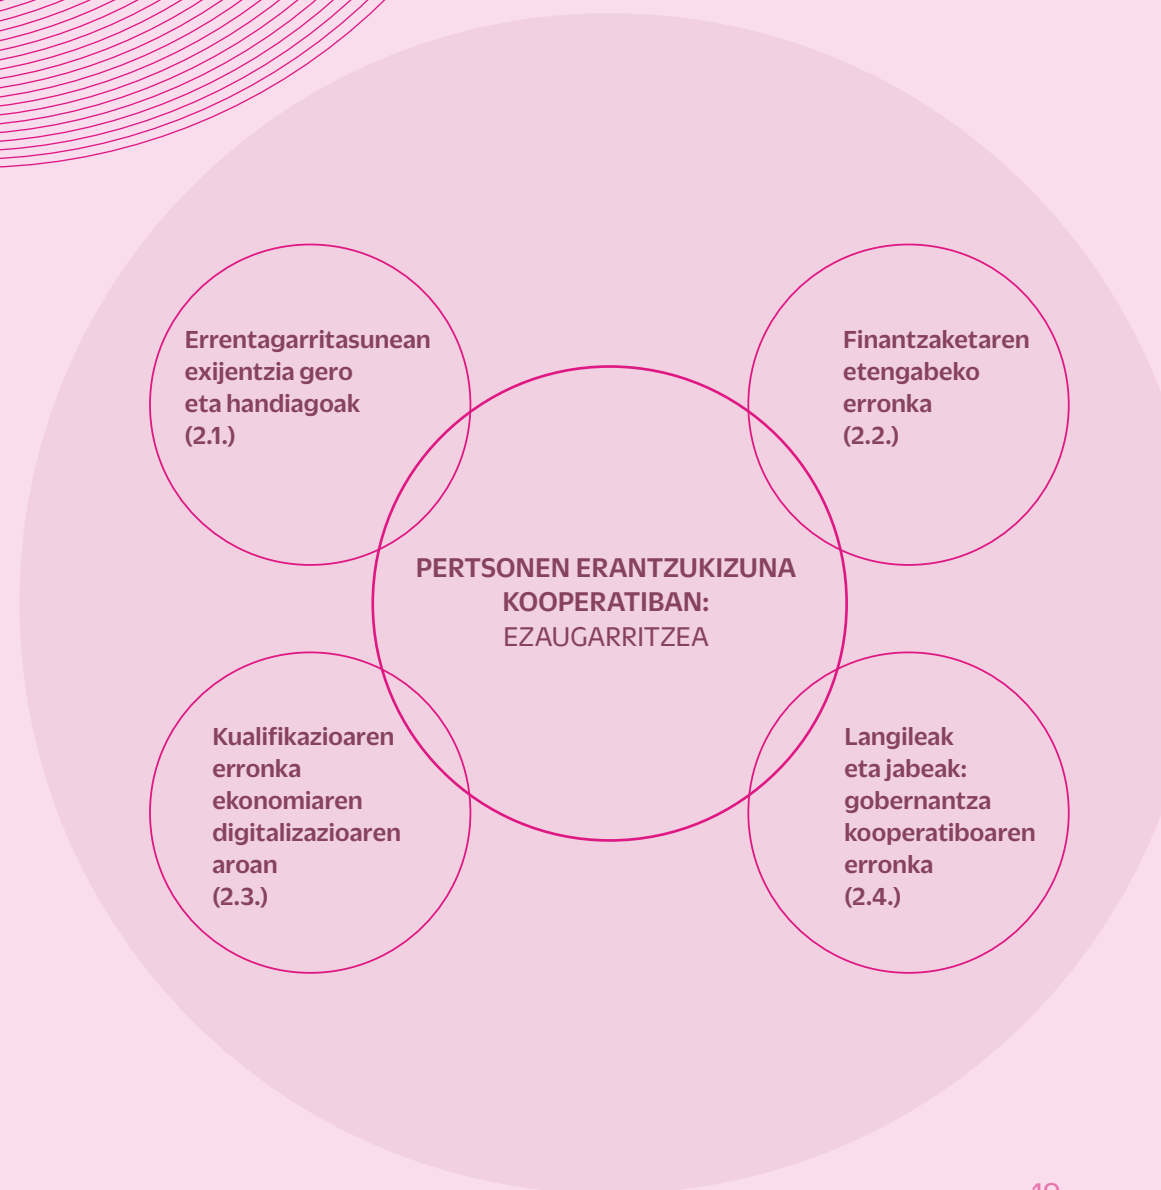 Errentagarritasunean
exijentzia gero
eta handiagoak
(2.1.)
Finantzaketaren
etengabeko
erronka
(2.2.)
PERTSONEN ERANTZUKIZUNA
KOOPERATIBAN:
EZAUGARRITZEA
Kualifikazioaren
erronka
ekonomiaren
digitalizazioaren
aroan
(2.3.)
Langileak
eta jabeak:
gobernantza
kooperatiboaren
erronka
(2.4.)